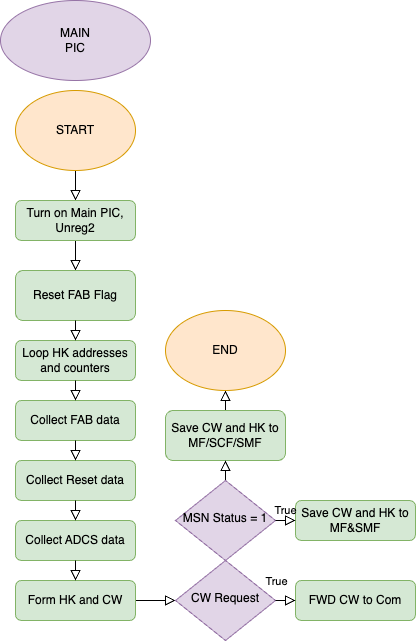 MAIN
PIC
START
Turn on Main PIC,
Unreg2
Reset FAB Flag
Loop HK addresses
and counters
Collect FAB data
Collect Reset data
Collect ADCS data
Form HK and CW
CW Request
True
FWD CW to Com
MSN Status = 1
True
Save CW and HK to
MF&SMF
Save CW and HK to
MF/SCF/SMF
END